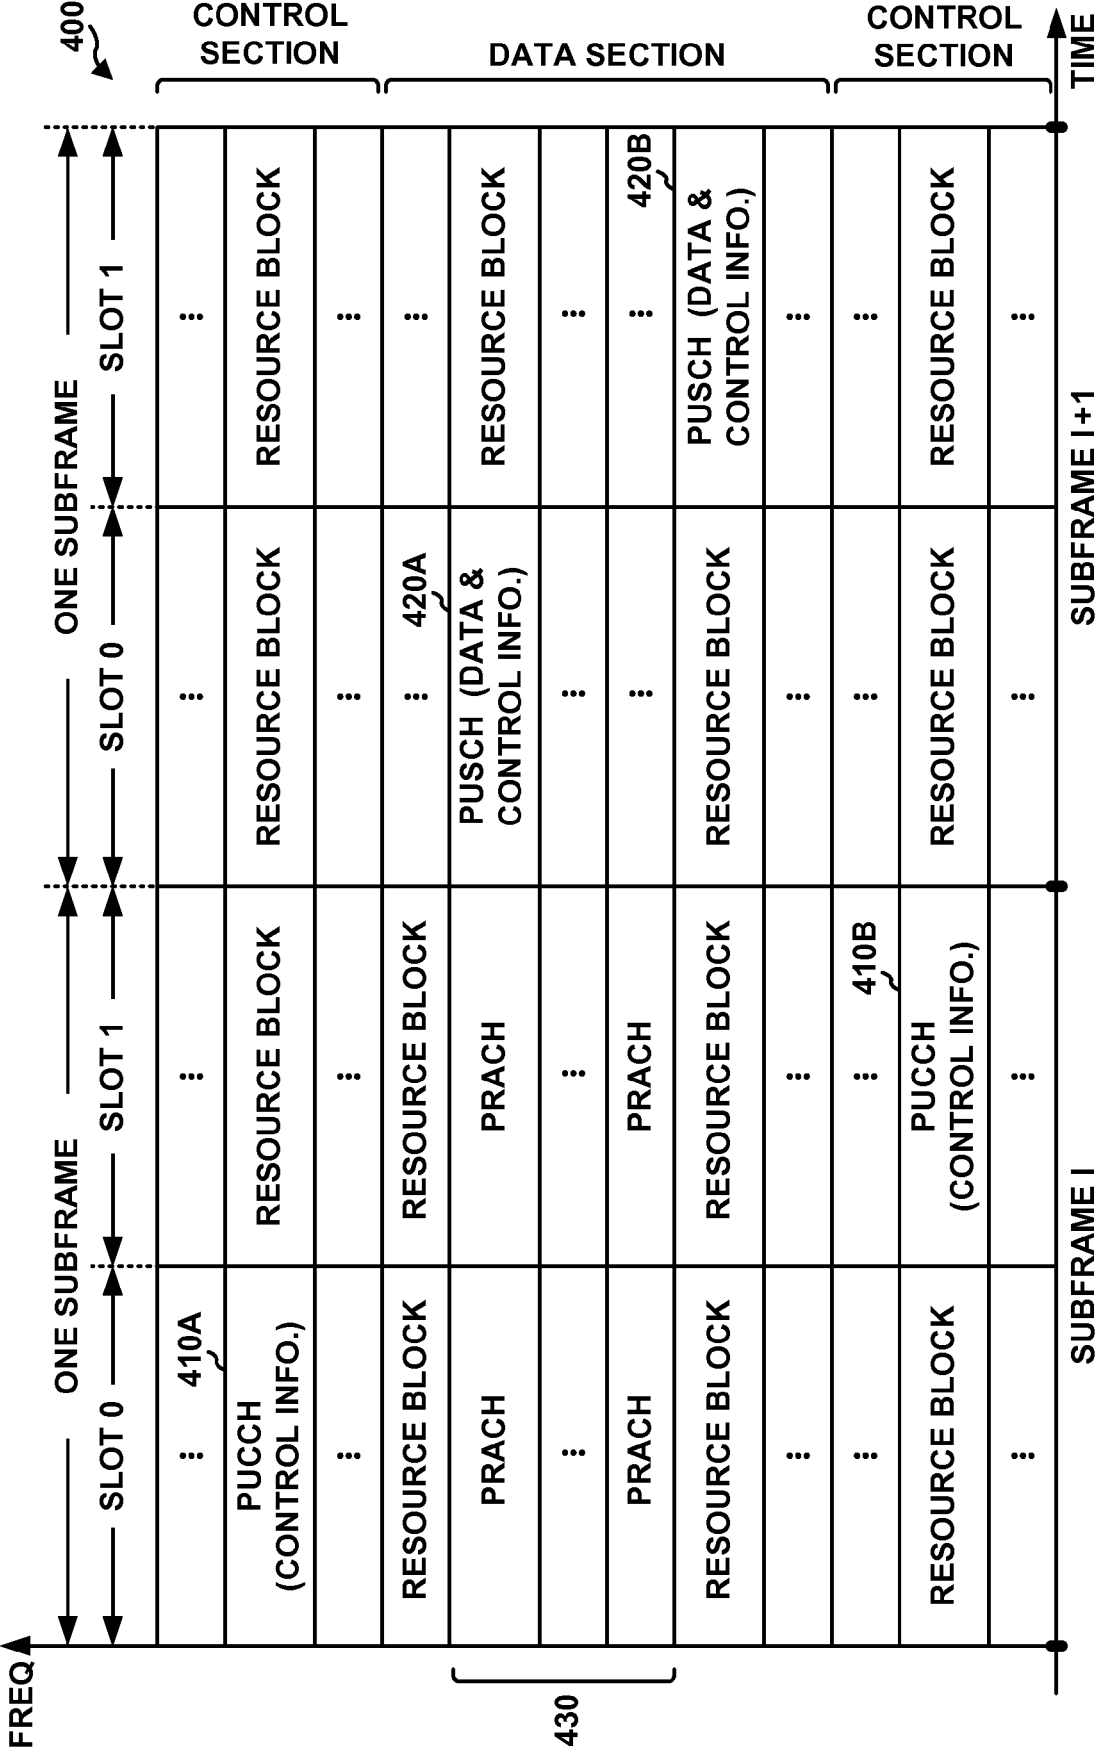 FREQ
400
ONE SUBFRAME
ONE SUBFRAME
SLOT 0
SLOT 1
SLOT 0
SLOT 1
...
410A
...
...
...
PUCCH
(CONTROL INFO.)
RESOURCE BLOCK
RESOURCE BLOCK
RESOURCE BLOCK
CONTROL
SECTION
...
...
...
...
RESOURCE BLOCK
RESOURCE BLOCK
...
420A
...
PRACH
PRACH
PUSCH (DATA &
CONTROL INFO.)
RESOURCE BLOCK
430
...
...
...
...
DATA SECTION
PRACH
PRACH
...
...
420B
RESOURCE BLOCK
RESOURCE BLOCK
RESOURCE BLOCK
PUSCH (DATA &
CONTROL INFO.)
...
...
...
...
...
...
410B
...
...
RESOURCE BLOCK
PUCCH
(CONTROL INFO.)
RESOURCE BLOCK
RESOURCE BLOCK
CONTROL
SECTION
...
...
...
...
SUBFRAME I
SUBFRAME I+1
TIME